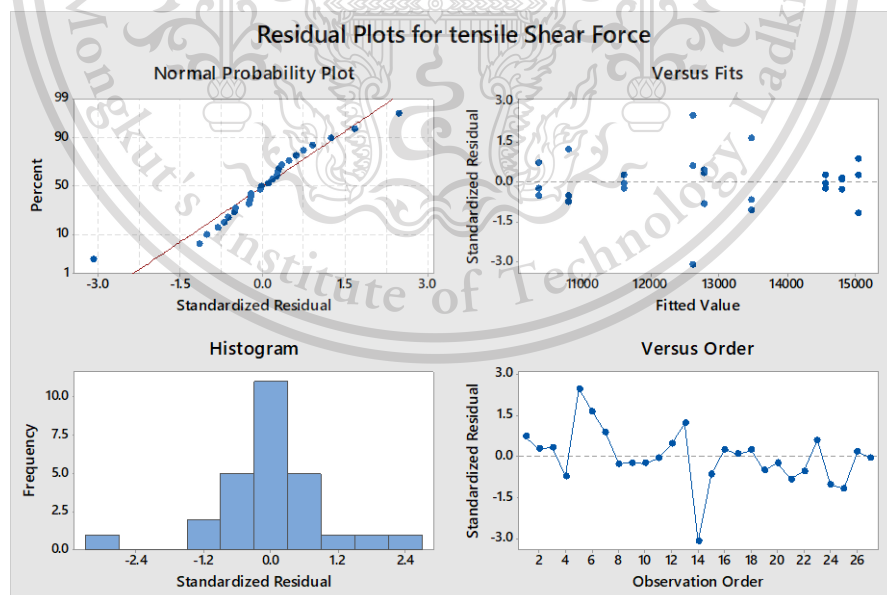 Residual Plots for tensile Shear Force
Normal Probability Plot
99
90
50
10
1
Percent
-3.0 -1.5 0.0 1.5 3.0
Standardized Residual
Versus Fits
3.0
1.5
0.0
-1.5
-3.0
Standardized Residual
11000 12000 13000 14000 15000
Fitted Value
Histogram
10.0
7.5
5.0
2.5
0.0
Frequency
-2.4 -1.2 0.0 1.2 2.4
Standardized Residual
Versus Order
3.0
1.5
0.0
-1.5
-3.0
Standardized Residual
2 4 6 8 10 12 14 16 18 20 22 24 26
Observation Order
Mongkut's Institute of Technology Ladk